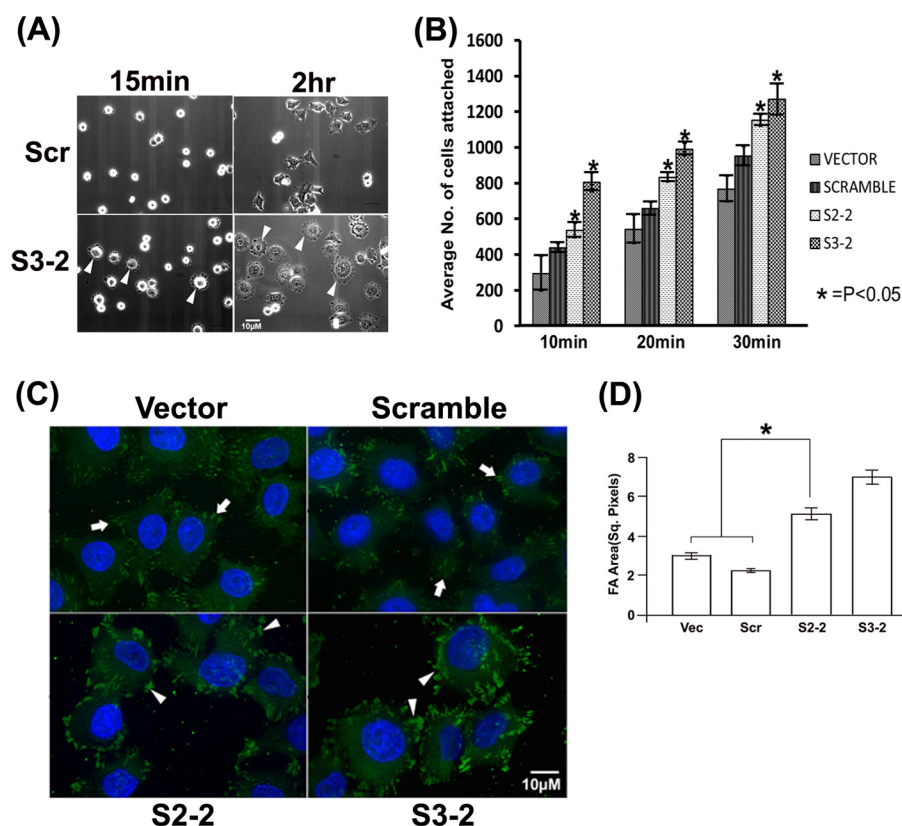 (A)
15min
2hr
Scr
S3-2
10µM
(B)
Average No. of cells attached
1600
1400
1200
1000
800
600
400
200
0
10min
20min
30min
VECTOR
SCRAMBLE
S2-2
S3-2
* =P<0.05
* * * * * *
(C)
Vector
Scramble
S2-2
S3-2
10µM
(D)
*
FA Area(Sq. Pixels)
8
6
4
2
0
Vec
Scr
S2-2
S3-2